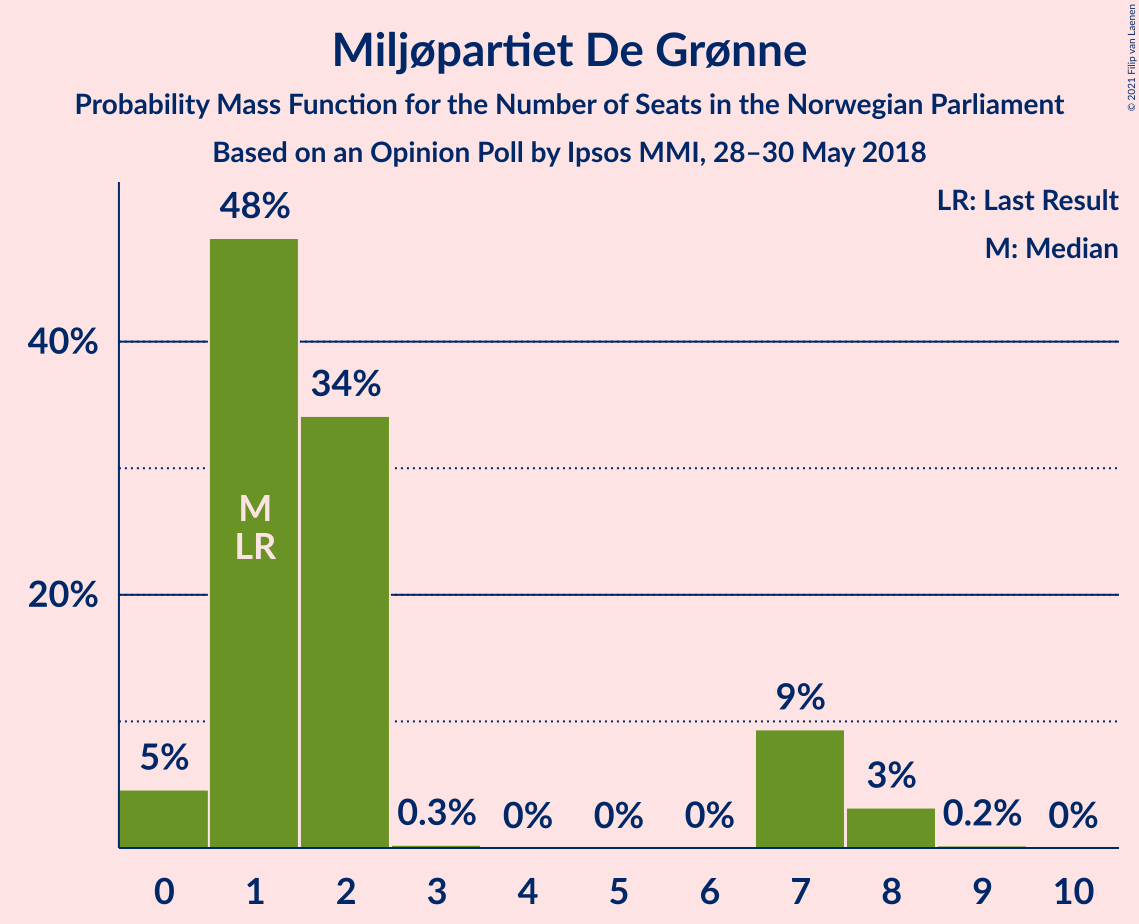 Miljøpartiet De Grønne
Probability Mass Function for the Number of Seats in the Norwegian Parliament
Based on an Opinion Poll by Ipsos MMI, 28–30 May 2018
© 2021 Filip van Laenen
LR: Last Result
M: Median
48%
40%
34%
M
LR
20%
9%
5%
3%
0.3%
0%
0%
0%
0.2%
0%
0 1 2 3 4 5 6 7 8 9 10